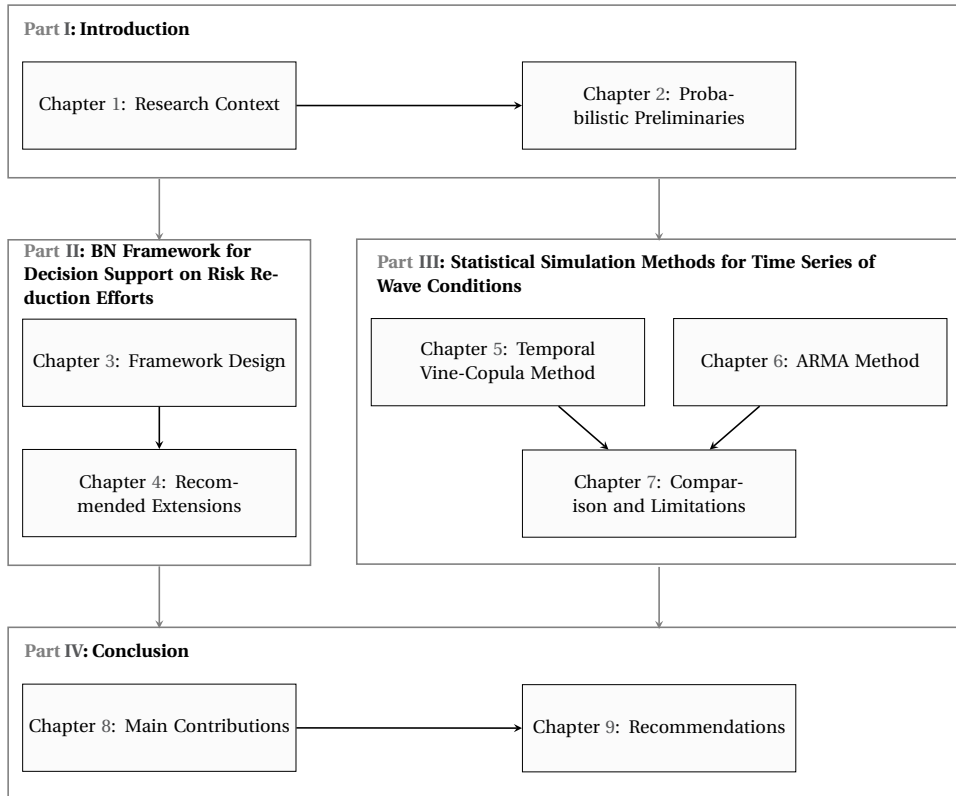 Part I: Introduction
Chapter 1: Research Context
Chapter 2: Proba-
bilistic Preliminaries
Part II: BN Framework for
Decision Support on Risk Re-
duction Efforts
Chapter 3: Framework Design
Chapter 4: Recom-
mended Extensions
Part III: Statistical Simulation Methods for Time Series of
Wave Conditions
Chapter 5: Temporal
Vine-Copula Method
Chapter 6: ARMA Method
Chapter 7: Compar-
ison and Limitations
Part IV: Conclusion
Chapter 8: Main Contributions
Chapter 9: Recommendations